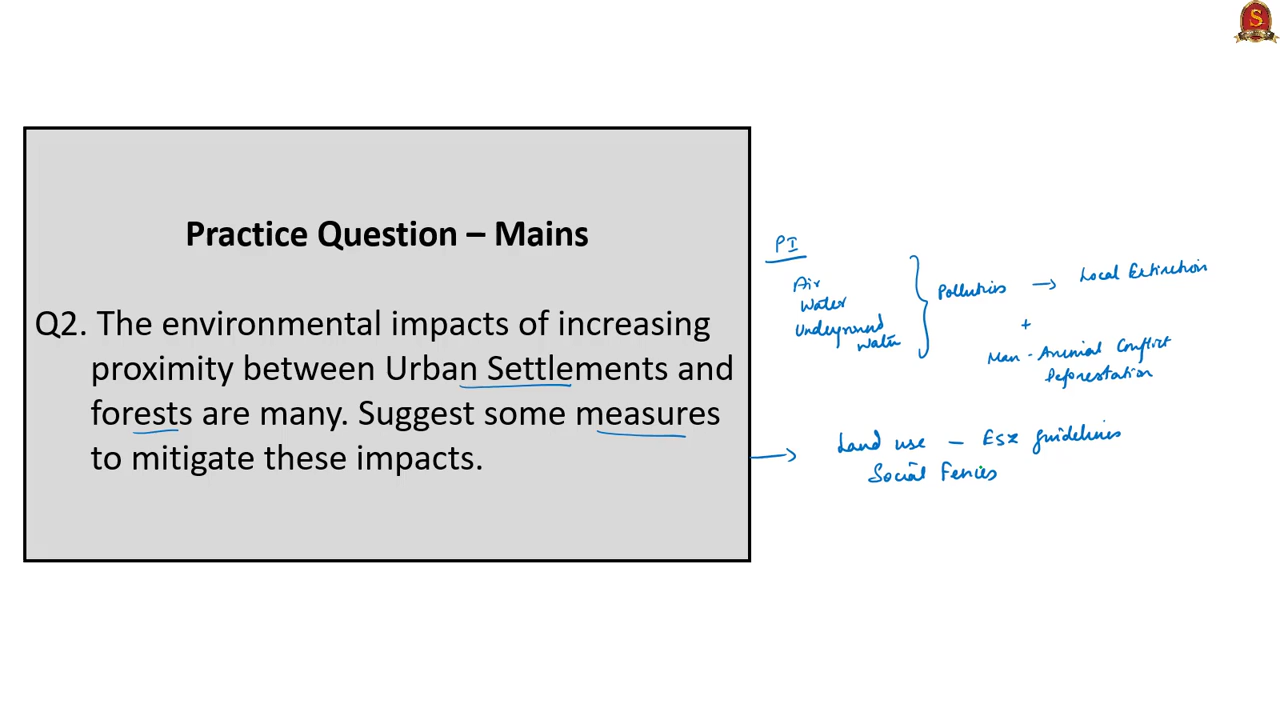 S
Practice Question – Mains
Q2. The environmental impacts of increasing
proximity between Urban Settlements and
forests are many. Suggest some measures
to mitigate these impacts.
PI
Air
Water
Underground
Water
Pollution → Local Extinction
+
Man - Animal Conflict
Deforestation
→ Land use – ESZ guidelines
Social Fences